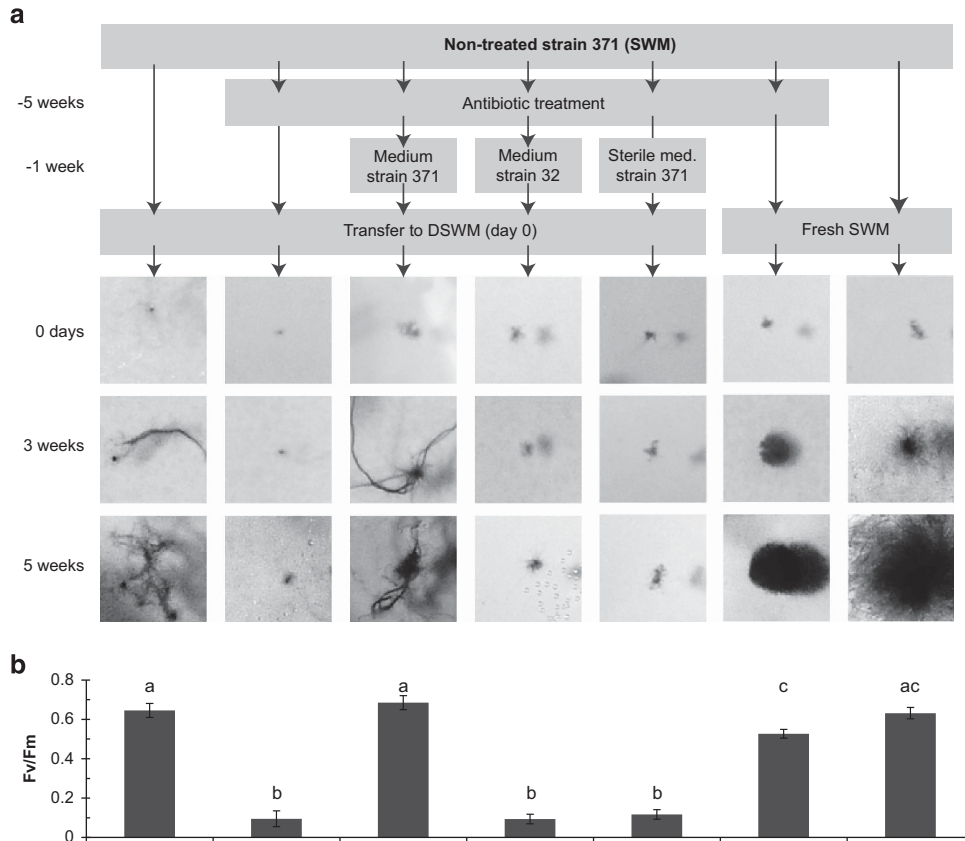 a
Non-treated strain 371 (SWM)
-5 weeks
Antibiotic treatment
-1 week
Medium
strain 371
Medium
strain 32
Sterile med.
strain 371
Transfer to DSWM (day 0)
Fresh SWM
0 days
3 weeks
5 weeks
b
Fv/Fm
0.8
0.6
0.4
0.2
0
a
b
a
b
b
c
ac